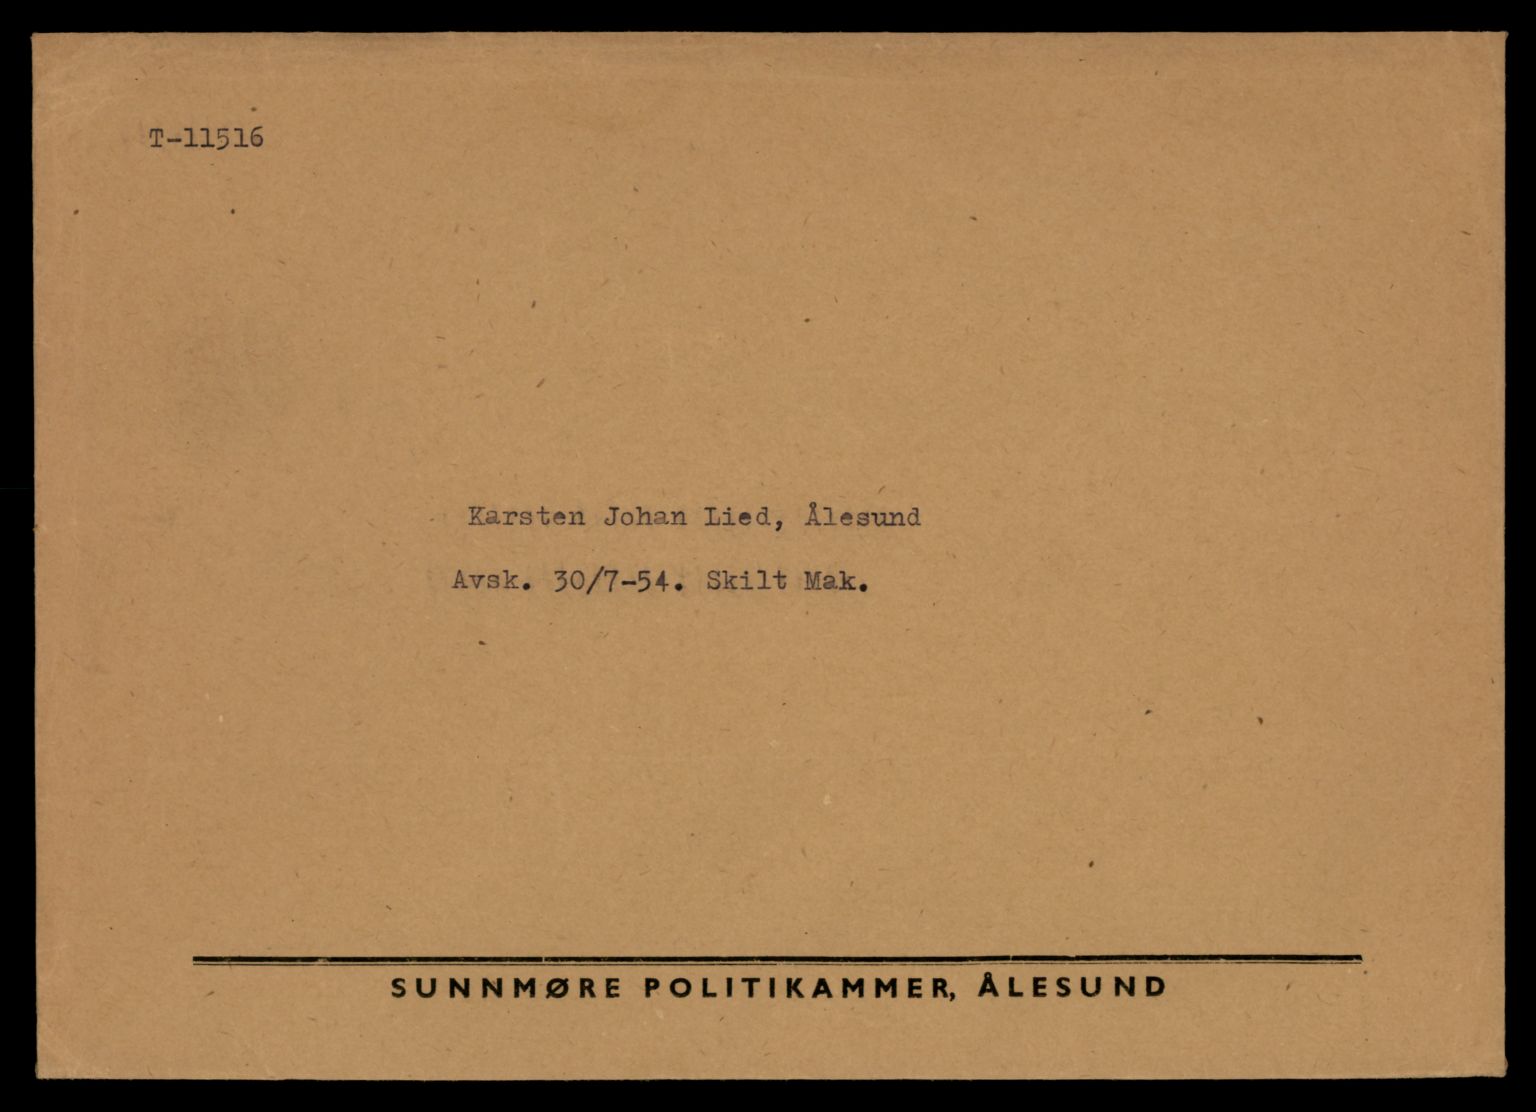 T-11516
Karsten Johan Lied, Ålesund
Avsk. 30/7-54. Skilt Mak.
SUNNMØRE POLITIKAMMER, ÅLESUND